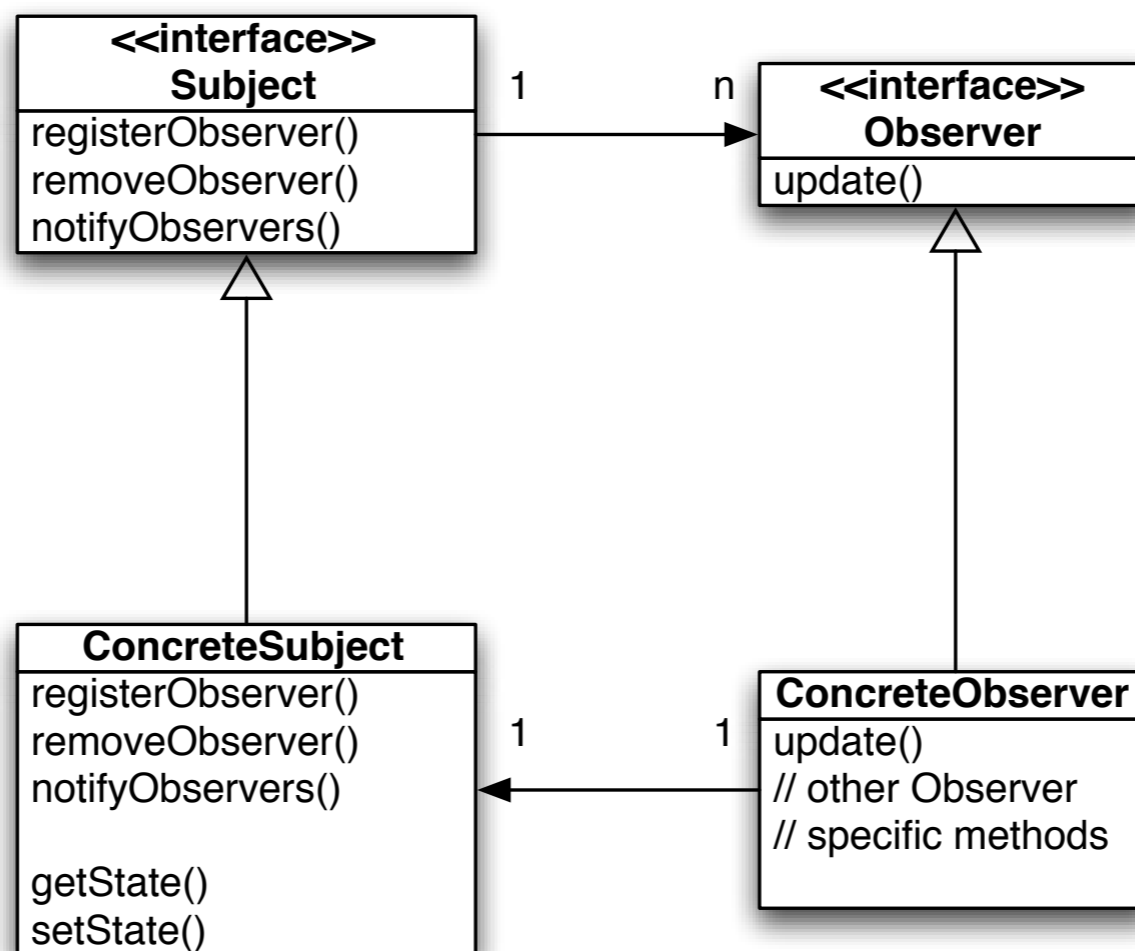 <<interface>>
Subject
registerObserver()
removeObserver()
notifyObservers()
1
n
<<interface>>
Observer
update()
ConcreteSubject
registerObserver()
removeObserver()
notifyObservers()
getState()
setState()
1
1
ConcreteObserver
update()
// other Observer
// specific methods